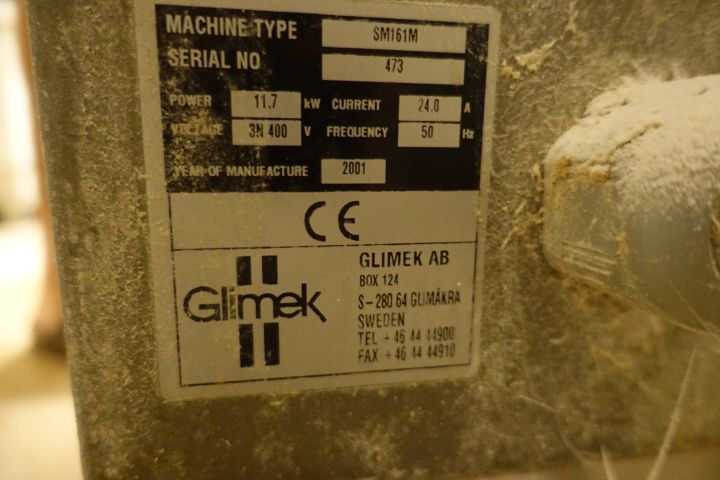 MACHINE TYPE SM161M
SERIAL NO 473
POWER 11,7 kW CURRENT 24.0 A
VOLTAGE 3N 400 V FREQUENCY 50 Hz
YEAR OF MANUFACTURE 2001
CE
Glimek
GLIMEK AB
BOX 124
S-280 64 GLIMÅKRA
SWEDEN
TEL +46 44 44900
FAX +46 44 44910